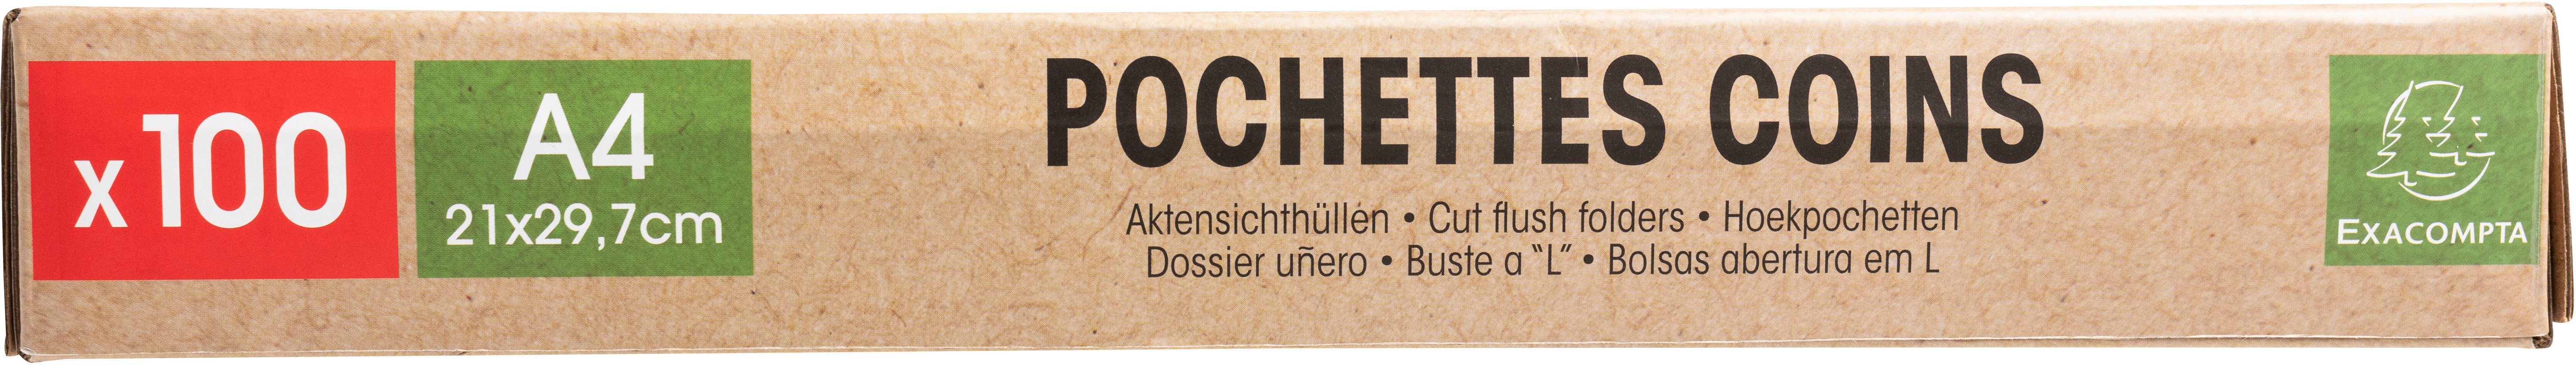 x100
A4
21x29,7cm
POCHETTES COINS
Aktensichthüllen • Cut flush folders • Hoekpochetten
Dossier uñero • Buste a "L" • Bolsas abertura em L
EXACOMPTA